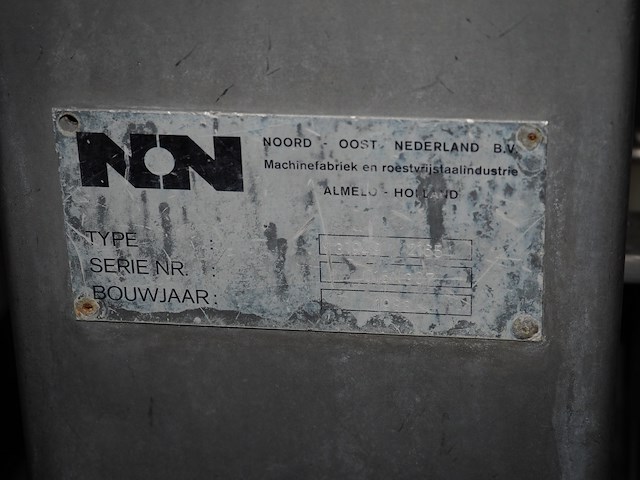 NON
NOORD - OOST NEDERLAND B.V.
Machinefabriek en roestvrijstaalindustrie
ALMELO - HOLLAND
TYPE :
SERIE NR. :
BOUWJAAR :